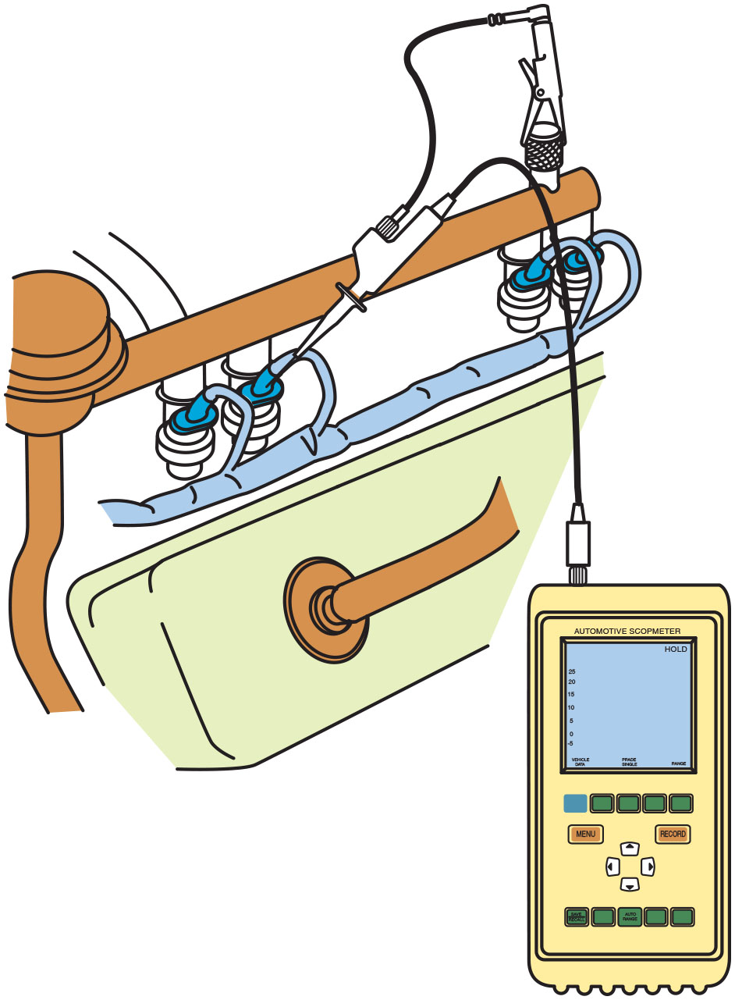 AUTOMOTIVE SCOPMETER
HOLD
25
20
15
10
5
0
-5
VEHICLE DATA
PRADE SINGLE
RANGE
MENU
RECORD
SAVE
RECALL
AUTO
RANGE